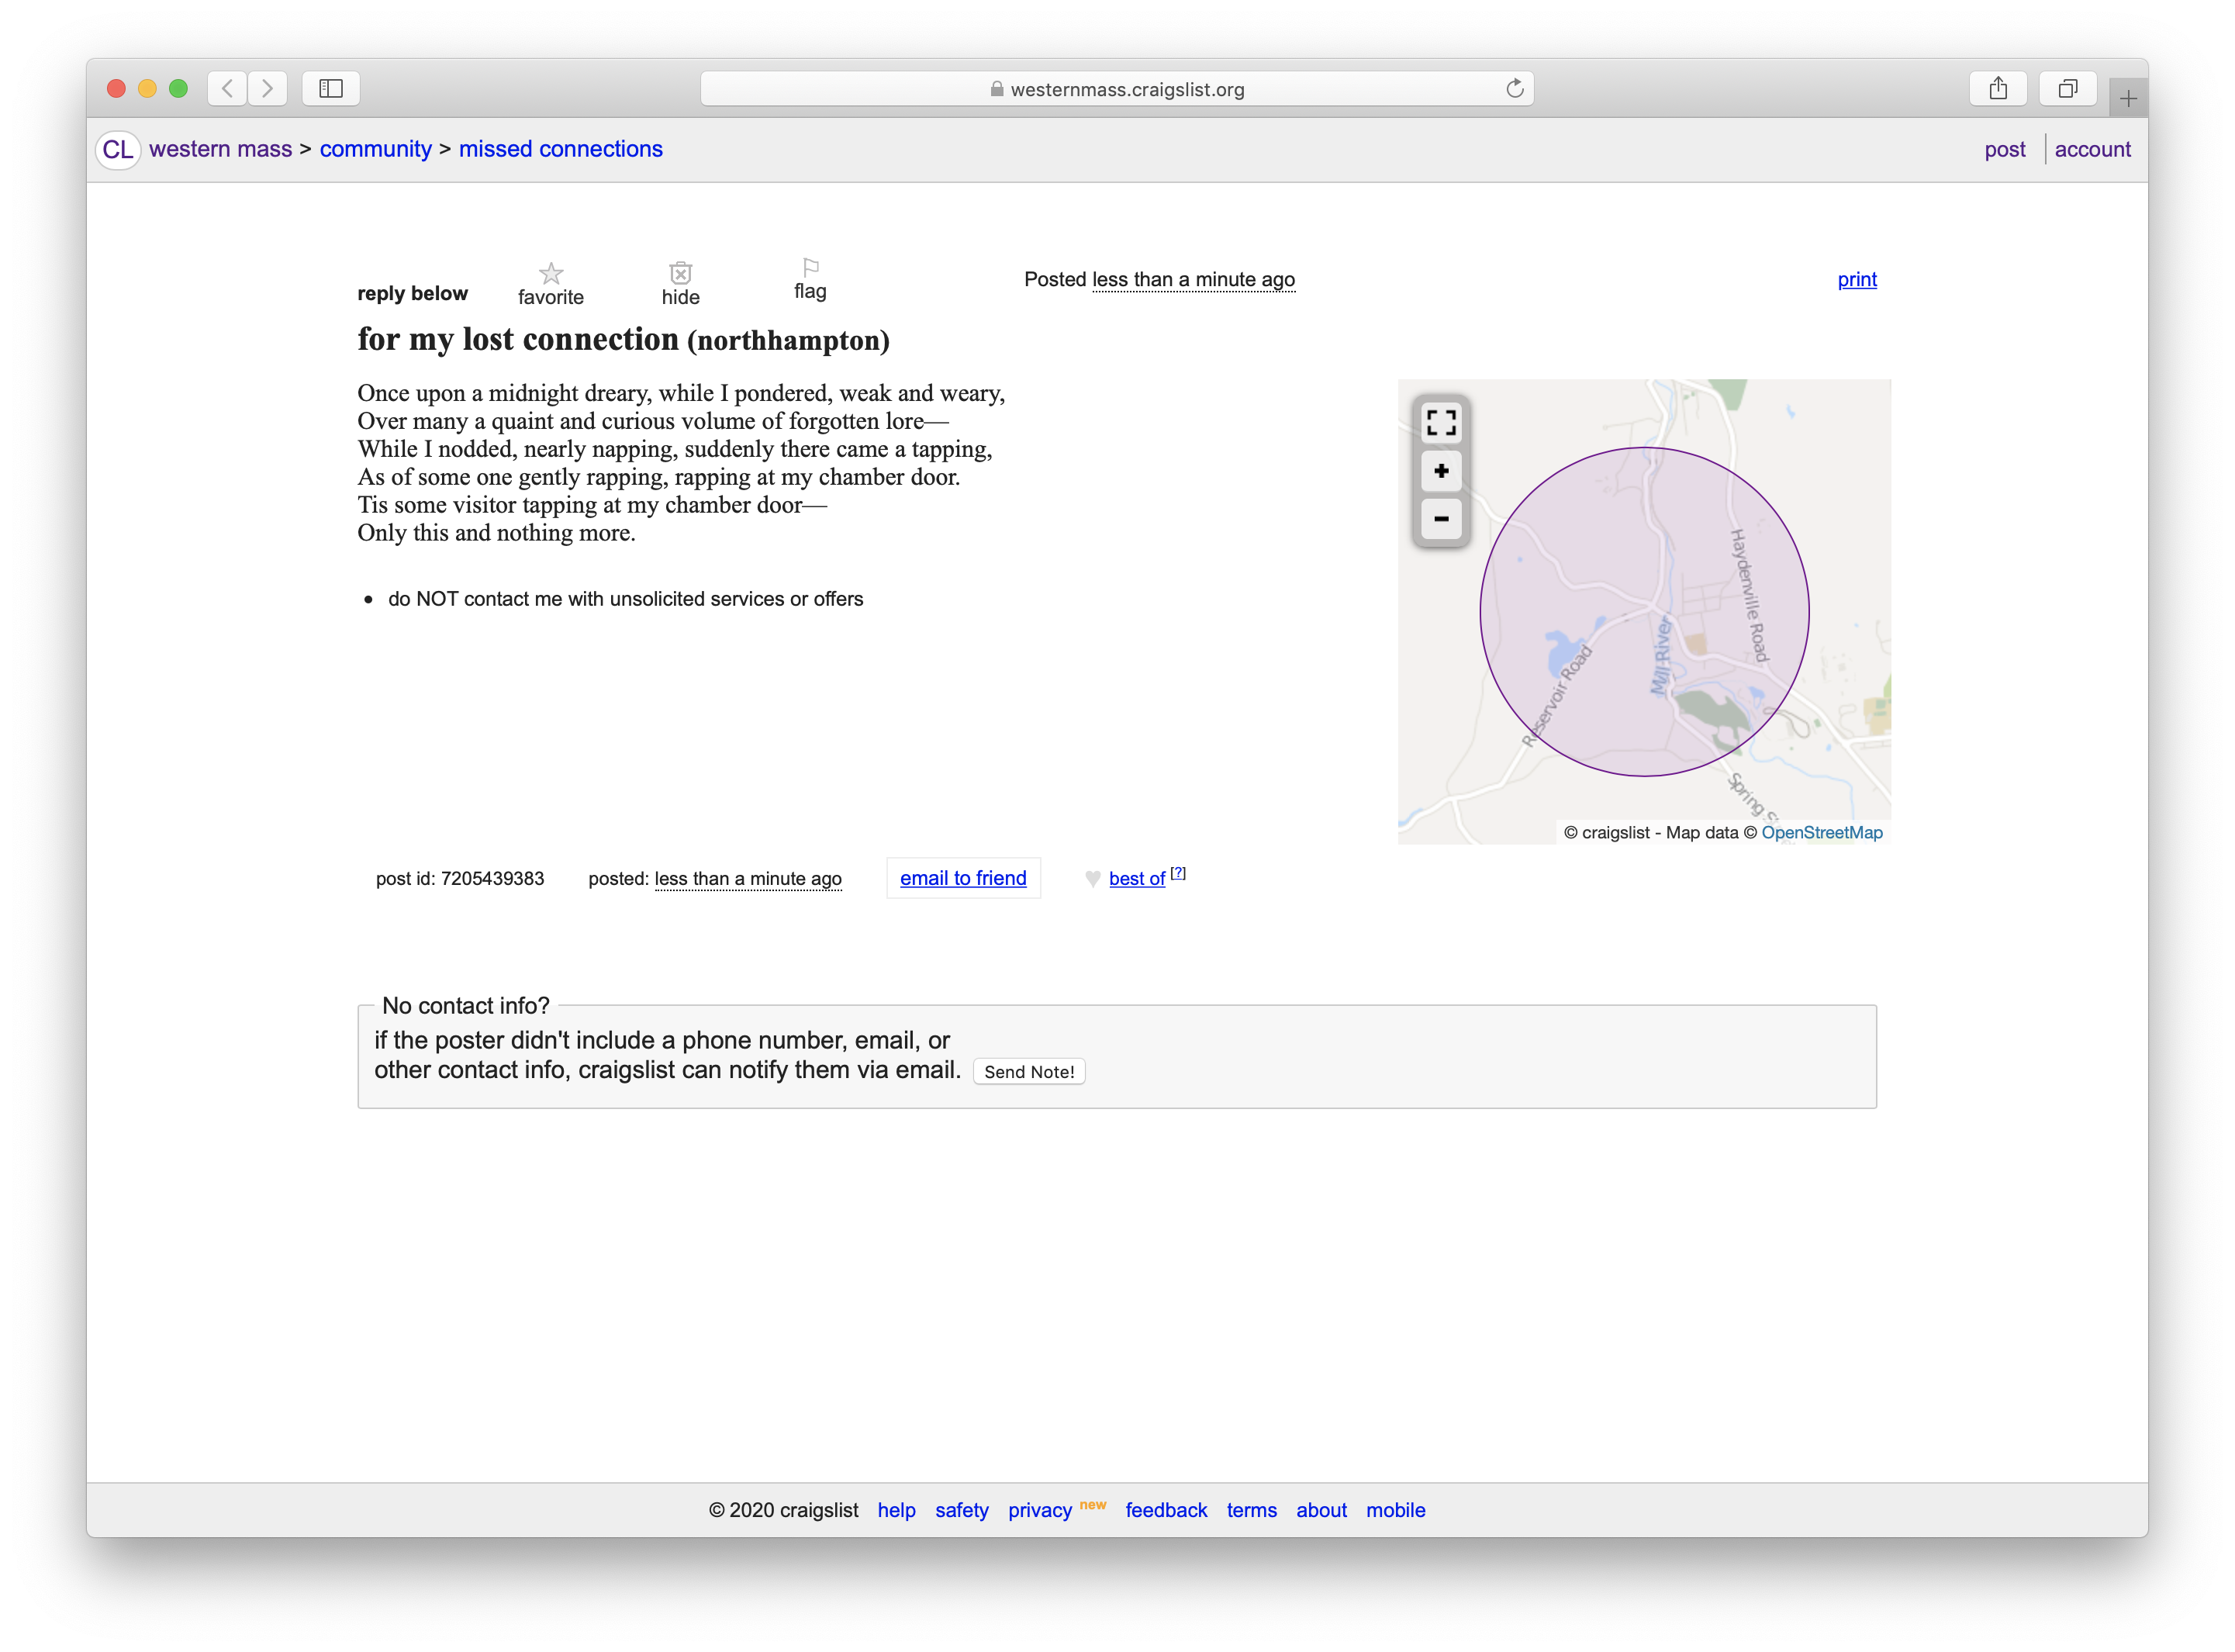 westernmass.craigslist.org
CL western mass > community > missed connections
post account
reply below
favorite
hide
flag
Posted less than a minute ago
print
for my lost connection (northhampton)
Once upon a midnight dreary, while I pondered, weak and weary,
Over many a quaint and curious volume of forgotten lore—
While I nodded, nearly napping, suddenly there came a tapping,
As of some one gently rapping, rapping at my chamber door.
Tis some visitor tapping at my chamber door—
Only this and nothing more.
• do NOT contact me with unsolicited services or offers
+
-
Haydenville Road
Mill River
Reservoir Road
Spring S
© craigslist - Map data © OpenStreetMap
post id: 7205439383
posted: less than a minute ago
email to friend
♥ best of [?]
No contact info?
if the poster didn't include a phone number, email, or
other contact info, craigslist can notify them via email. Send Note!
© 2020 craigslist help safety privacy new feedback terms about mobile